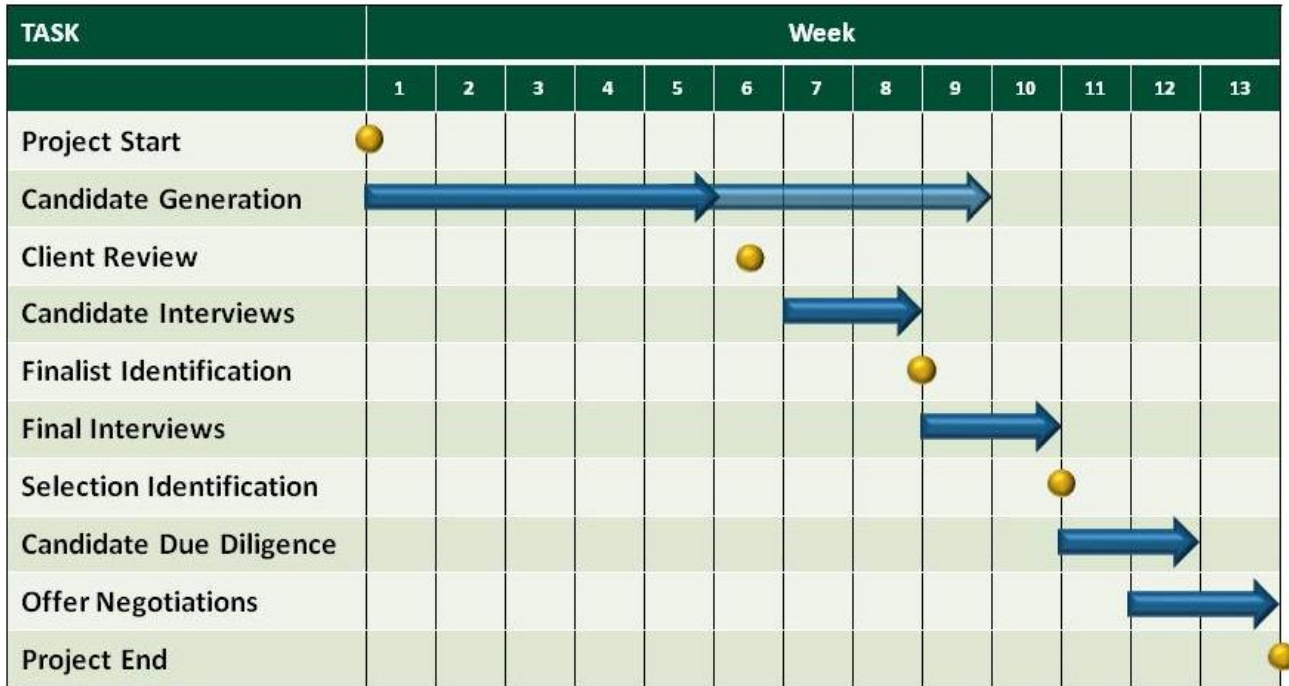 TASK Week
1 2 3 4 5 6 7 8 9 10 11 12 13
Project Start
Candidate Generation
Client Review
Candidate Interviews
Finalist Identification
Final Interviews
Selection Identification
Candidate Due Diligence
Offer Negotiations
Project End